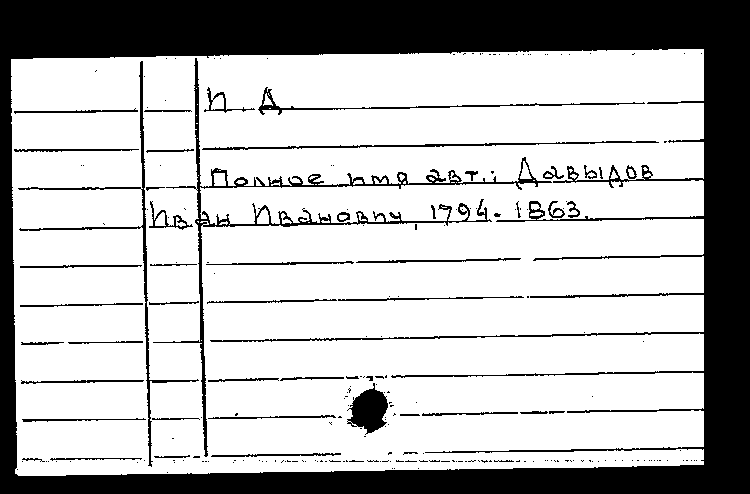 И. Д.
Полное имя авт.: Давыдов
Иван Иванович, 1794-1863.